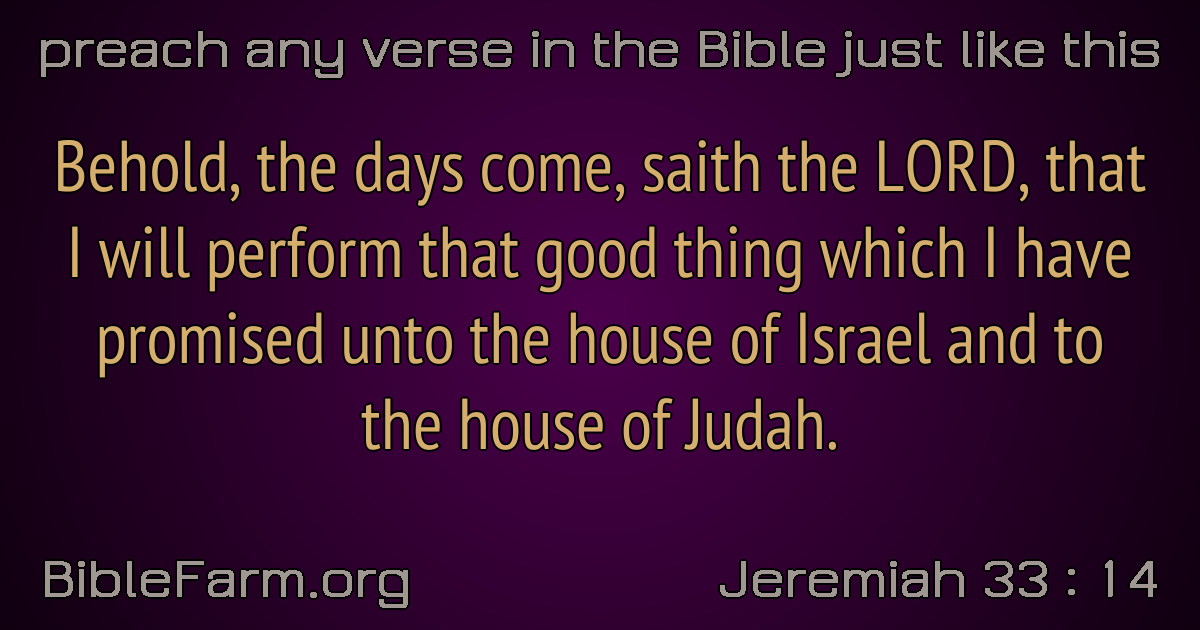 preach any verse in the Bible just like this
Behold, the days come, saith the LORD, that
I will perform that good thing which I have
promised unto the house of Israel and to
the house of Judah.
BibleFarm.org
Jeremiah 33 : 14